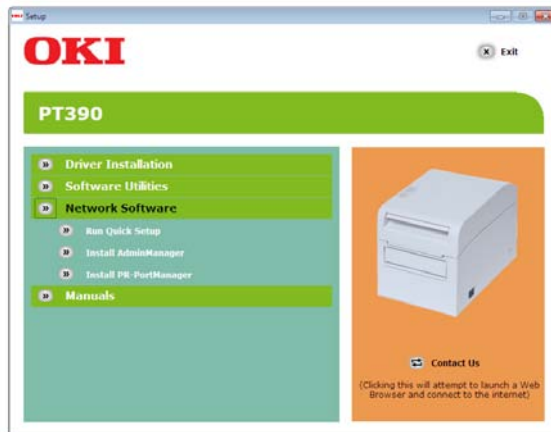 Setup
OKI
Exit
PT390
Driver Installation
Software Utilities
Network Software
Run Quick Setup
Install AdminManager
Install PR-PortManager
Manuals
Contact Us
(Clicking this will attempt to launch a Web
Browser and connect to the internet)